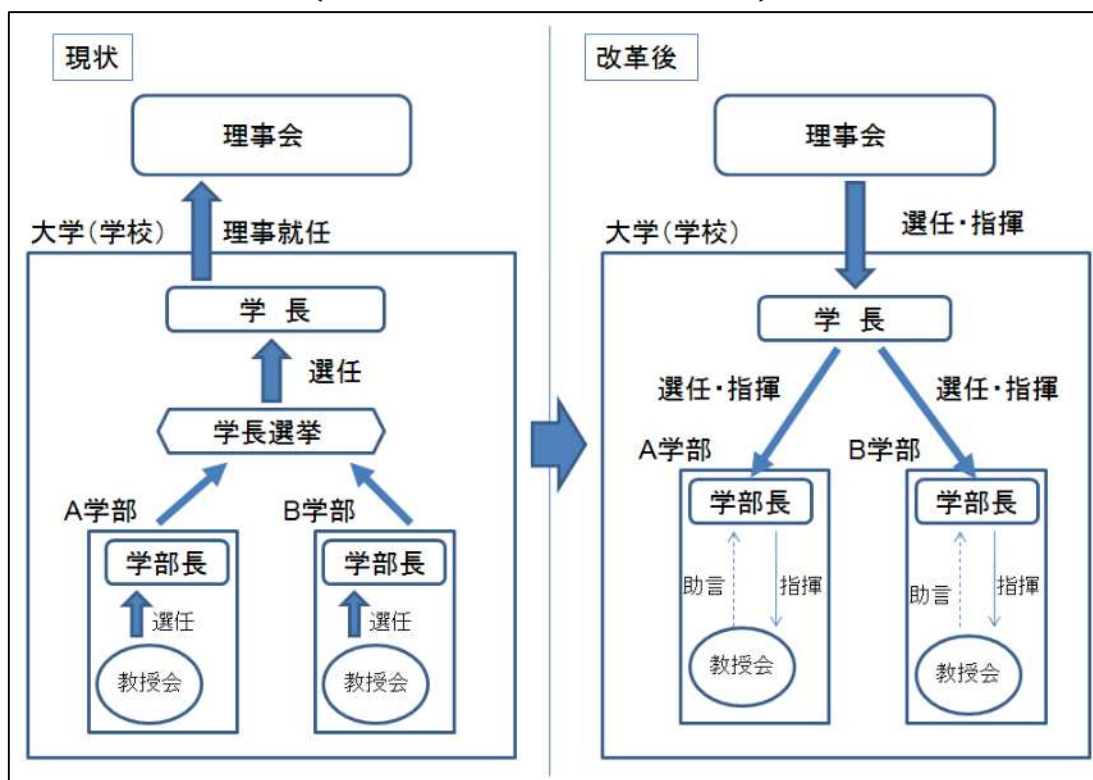 現状
理事会
大学(学校)
理事就任
学 長
選任
学長選挙
A学部
B学部
学部長
学部長
選任
選任
教授会
教授会
改革後
理事会
選任・指揮
大学(学校)
学 長
選任・指揮
選任・指揮
A学部
B学部
学部長
学部長
助言
指揮
助言
指揮
教授会
教授会